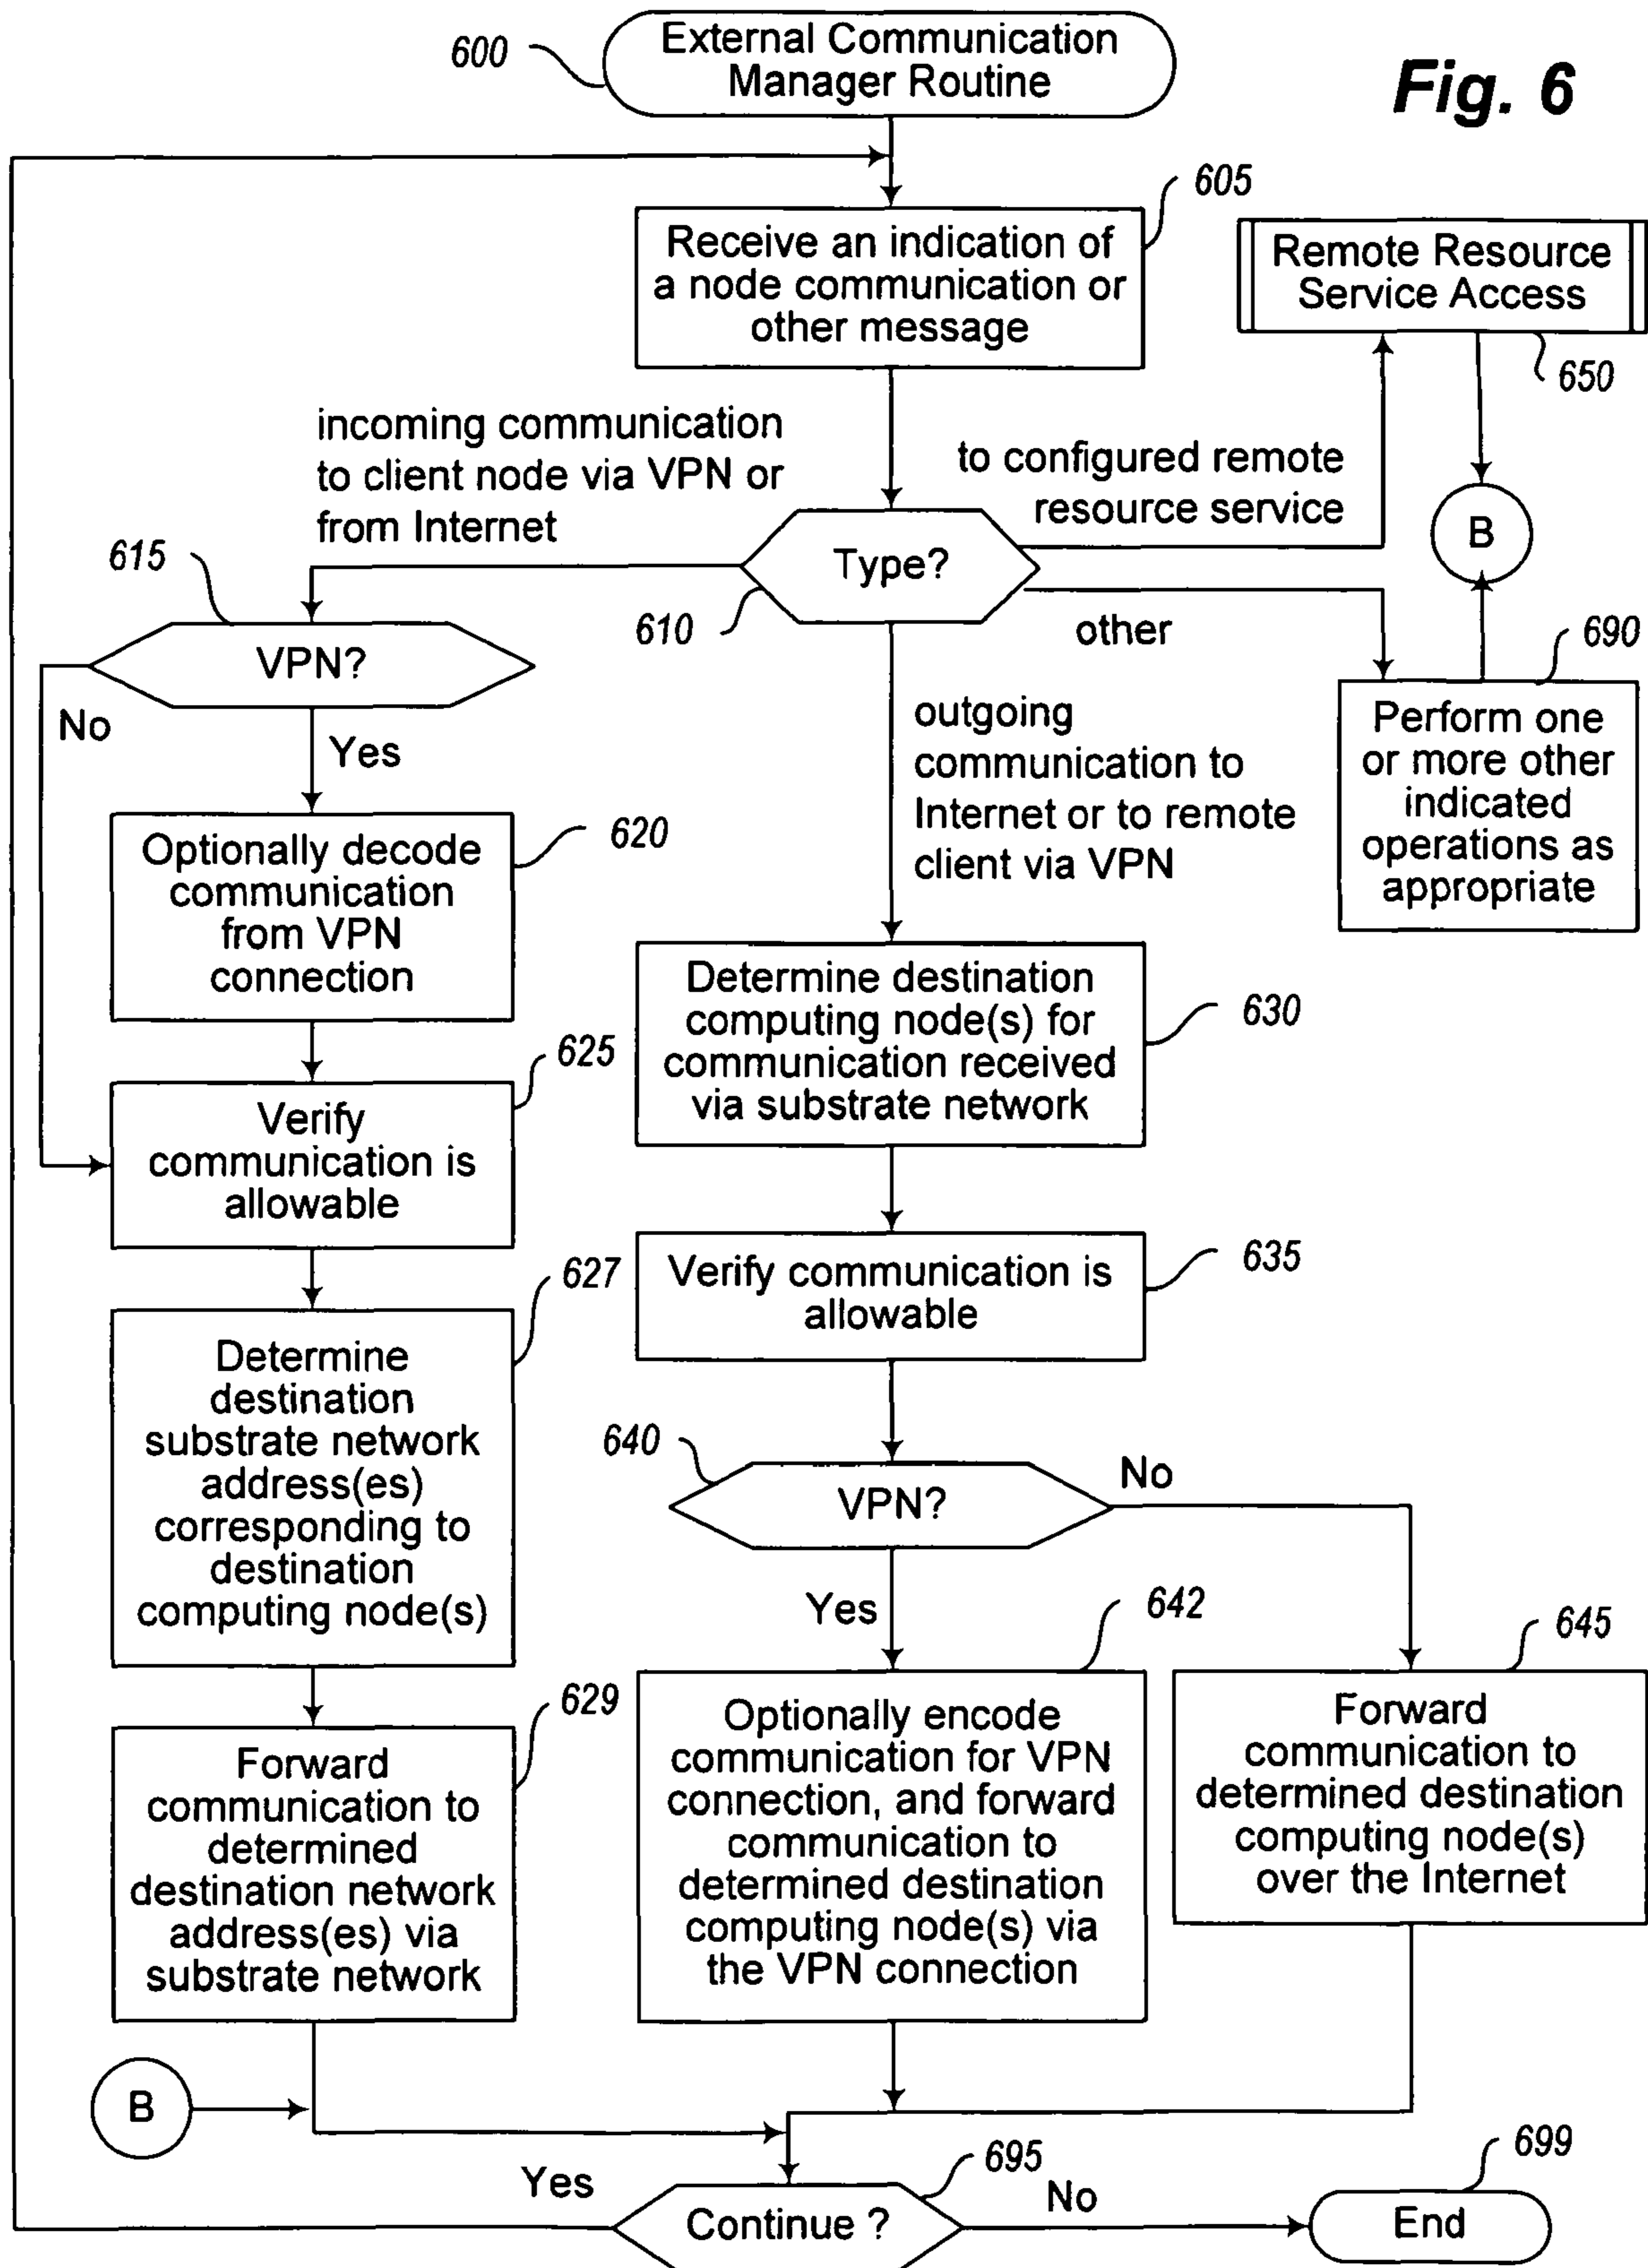 600
External Communication
Manager Routine
Fig. 6
605
Receive an indication of
a node communication or
other message
Remote Resource
Service Access
650
incoming communication
to client node via VPN or
from Internet
to configured remote
resource service
B
Type?
610
other
615
VPN?
No
Yes
690
Perform one
or more other
indicated
operations as
appropriate
outgoing
communication to
Internet or to remote
client via VPN
Optionally decode
communication
from VPN
connection
620
Determine destination
computing node(s) for
communication received
via substrate network
630
625
Verify
communication is
allowable
Verify communication is
allowable
635
627
Determine
destination
substrate network
address(es)
corresponding to
destination
computing node(s)
640
VPN?
No
Yes
642
645
629
Forward
communication to
determined
destination network
address(es) via
substrate network
Optionally encode
communication for VPN
connection, and forward
communication to
determined destination
computing node(s) via
the VPN connection
Forward
communication to
determined destination
computing node(s)
over the Internet
B
695
Yes
Continue ?
No
699
End